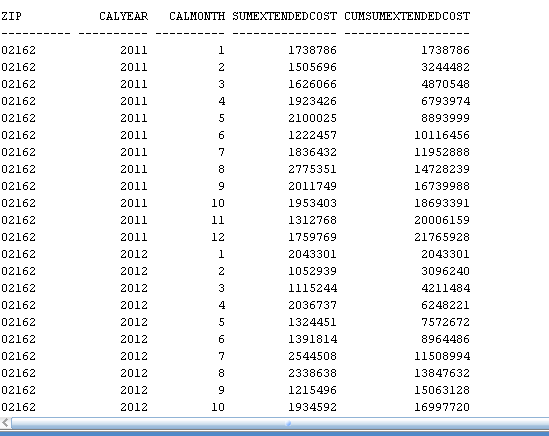 ZIP CALYEAR CALMONTH SUMEXTENDEDCOST CUMSUMEXTENDEDCOST
---------- ---------- ---------- --------------- ------------------
02162 2011 1 1738786 1738786
02162 2011 2 1505696 3244482
02162 2011 3 1626066 4870548
02162 2011 4 1923426 6793974
02162 2011 5 2100025 8893999
02162 2011 6 1222457 10116456
02162 2011 7 1836432 11952888
02162 2011 8 2775351 14728239
02162 2011 9 2011749 16739988
02162 2011 10 1953403 18693391
02162 2011 11 1312768 20006159
02162 2011 12 1759769 21765928
02162 2012 1 2043301 2043301
02162 2012 2 1052939 3096240
02162 2012 3 1115244 4211484
02162 2012 4 2036737 6248221
02162 2012 5 1324451 7572672
02162 2012 6 1391814 8964486
02162 2012 7 2544508 11508994
02162 2012 8 2338638 13847632
02162 2012 9 1215496 15063128
02162 2012 10 1934592 16997720